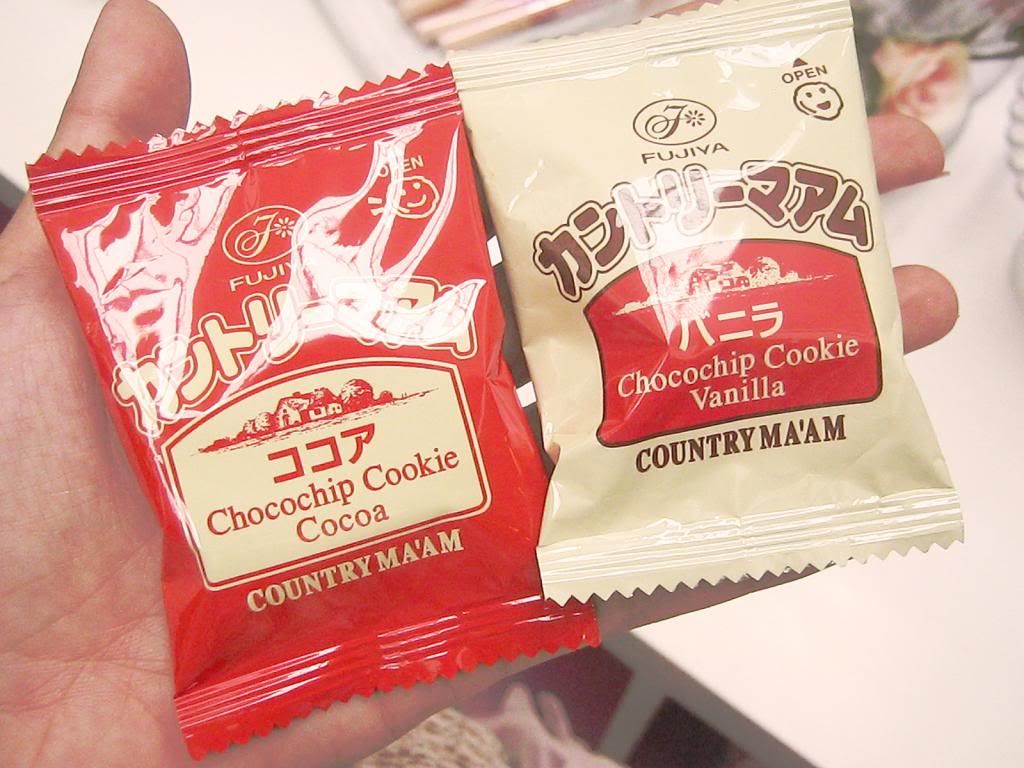 OPEN
FUJIYA
カントリーマアム
ココア
Chocochip Cookie
Cocoa
COUNTRY MA'AM
OPEN
FUJIYA
カントリーマアム
バニラ
Chocochip Cookie
Vanilla
COUNTRY MA'AM